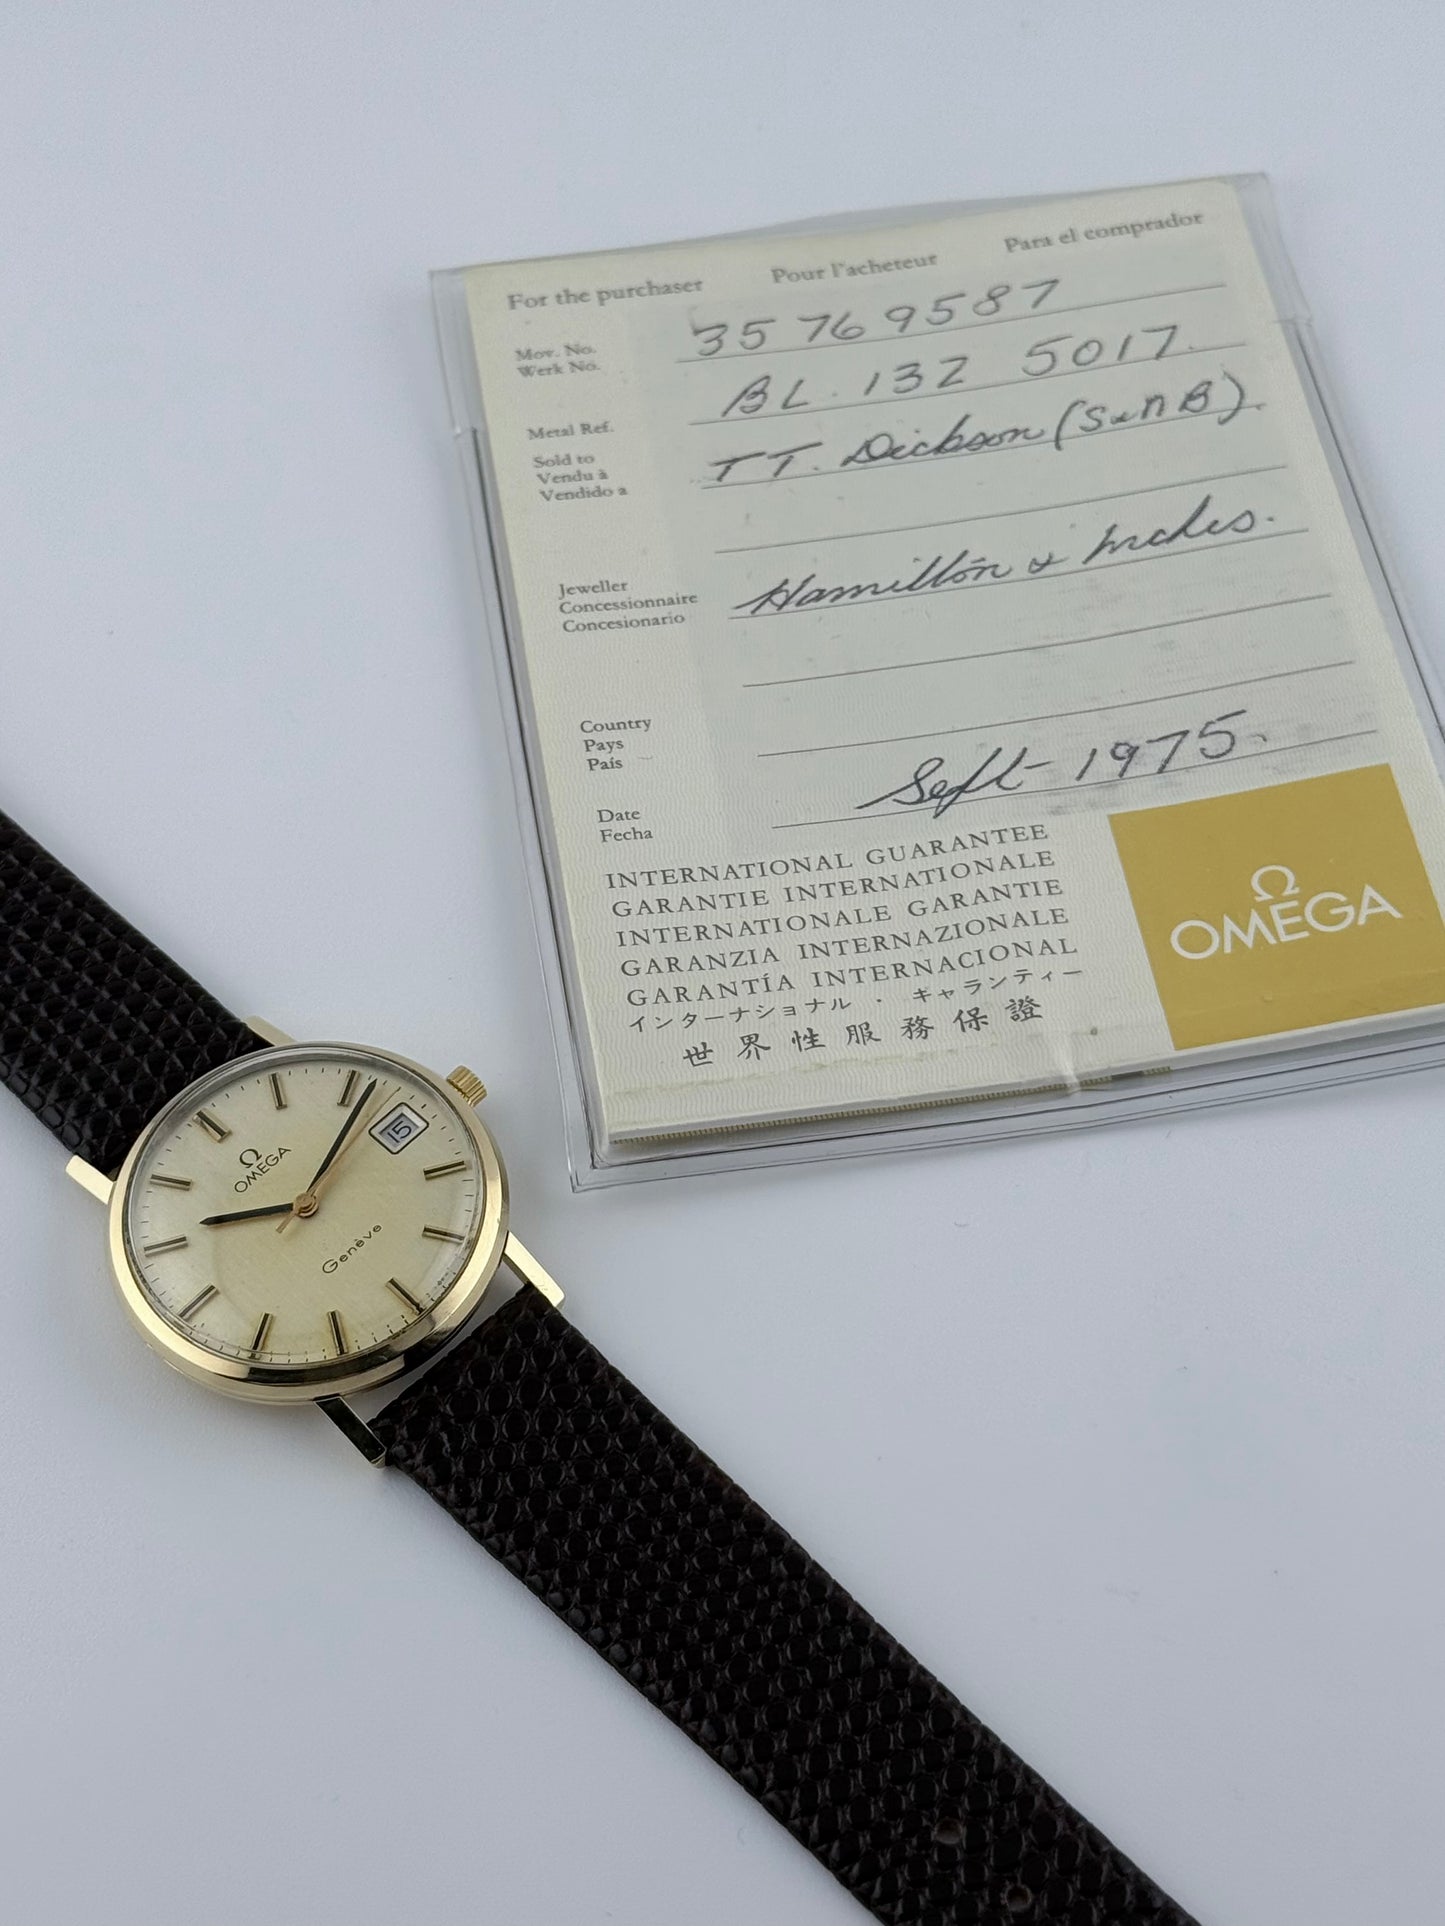 For the purchaser Pour l'acheteur Para el comprador
Mov. No. 35769587
Werk No.
Metal Ref. BL. 132 5017.
Sold to TT. Dickson (S&NB).
Vendu à
Vendido a
Jeweller Hamilton & Inches.
Concessionnaire
Concesionario
Country
Pays
País
Date Sept 1975.
Fecha
INTERNATIONAL GUARANTEE
GARANTIE INTERNATIONALE
INTERNATIONALE GARANTIE
GARANZIA INTERNAZIONALE
GARANTÍA INTERNACIONAL
インターナショナル・ギャランティー
世界性服務保證
Ω
OMEGA
Ω
OMEGA
15
Genève